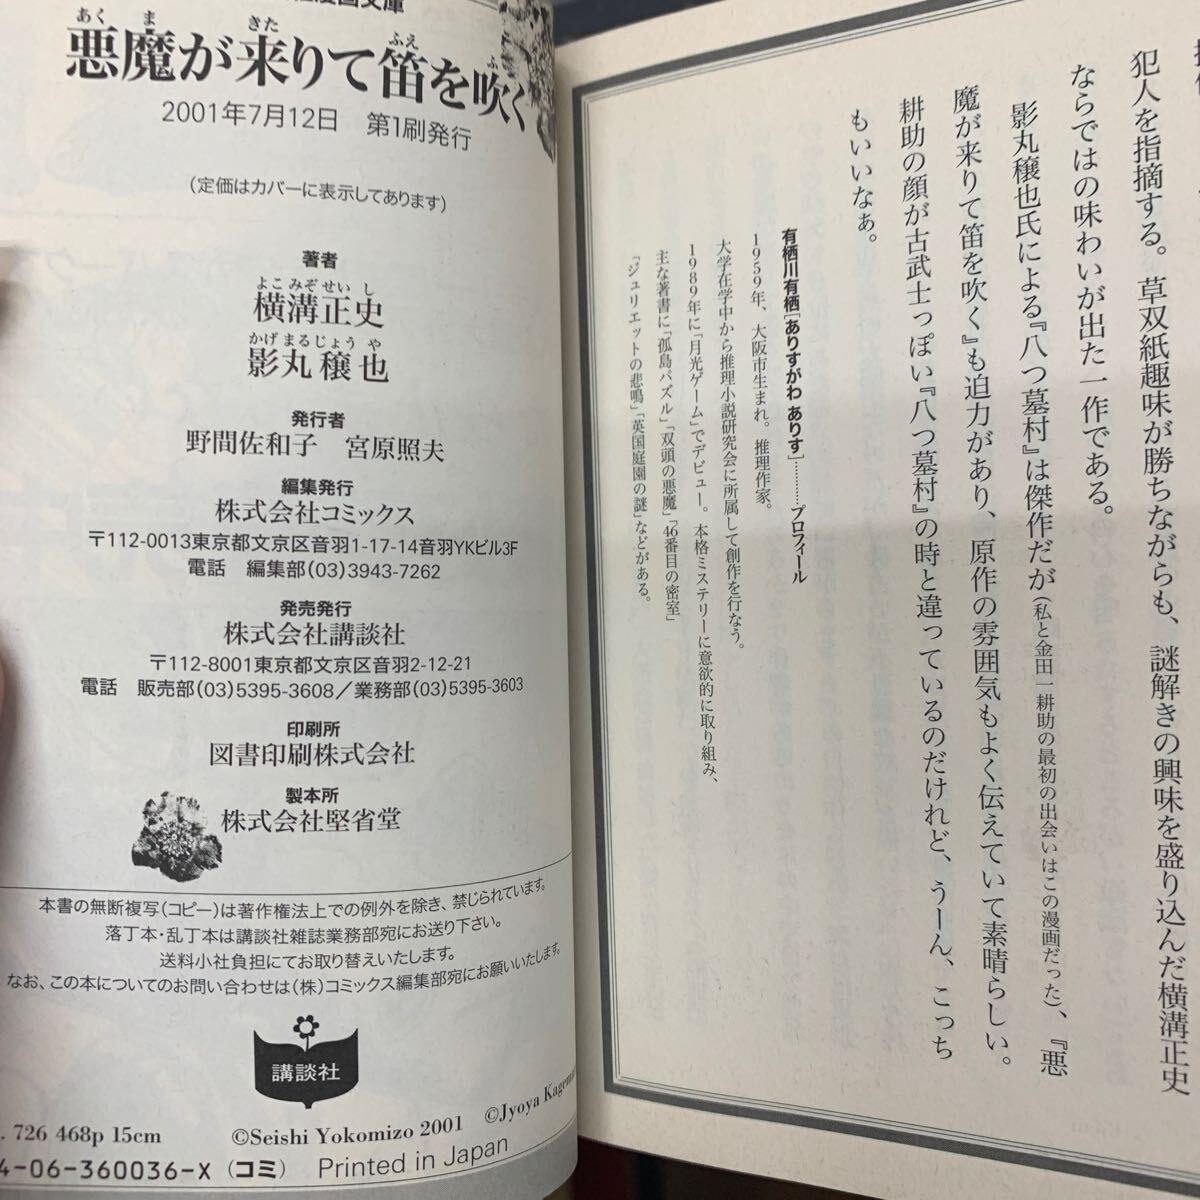 漫画文庫
あくま きた ふえ ふ
悪魔が来りて笛を吹く
2001年7月12日 第1刷発行
(定価はカバーに表示してあります)
著者
よこみぞせいし
横溝正史
かげまるじょうや
影丸穣也
発行者
野間佐和子 宮原照夫
編集発行
株式会社コミックス
〒112-0013東京都文京区音羽1-17-14音羽YKビル3F
電話 編集部(03)3943-7262
発売発行
株式会社講談社
〒112-8001東京都文京区音羽2-12-21
電話 販売部(03)5395-3608/業務部(03)5395-3603
印刷所
図書印刷株式会社
製本所
株式会社堅省堂
本書の無断複写(コピー)は著作権法上での例外を除き、禁じられています。
落丁本・乱丁本は講談社雑誌業務部宛にお送り下さい。
送料小社負担にてお取り替えいたします。
なお、この本についてのお問い合わせは(株)コミックス編集部宛にお願いいたします。
講談社
726 468p 15cm
©Seishi Yokomizo 2001 ©Jyoya
4-06-360036-X (コミ) Printed in Japan
犯人を指摘する。草双紙趣味が勝ちながらも、謎解きの興味を盛り込んだ横溝正史
ならではの味わいが出た一作である。
影丸穣也氏による『八つ墓村』は傑作だが(私と金田一耕助の最初の出会いはこの漫画だった)、『悪
魔が来りて笛を吹く』も迫力があり、原作の雰囲気もよく伝えていて素晴らしい。
耕助の顔が古武士っぽい『八つ墓村』の時と違っているのだけれど、うーん、こっち
もいいなぁ。
有栖川有栖[ありすがわ ありす]………プロフィール
1959年、大阪市生まれ。推理作家。
大学在学中から推理小説研究会に所属して創作を行なう。
1989年に「月光ゲーム」でデビュー。本格ミステリーに意欲的に取り組み、
主な著書に「孤島パズル」「双頭の悪魔」「46番目の密室」
「ジュリエットの悲鳴」「英国庭園の謎」などがある。